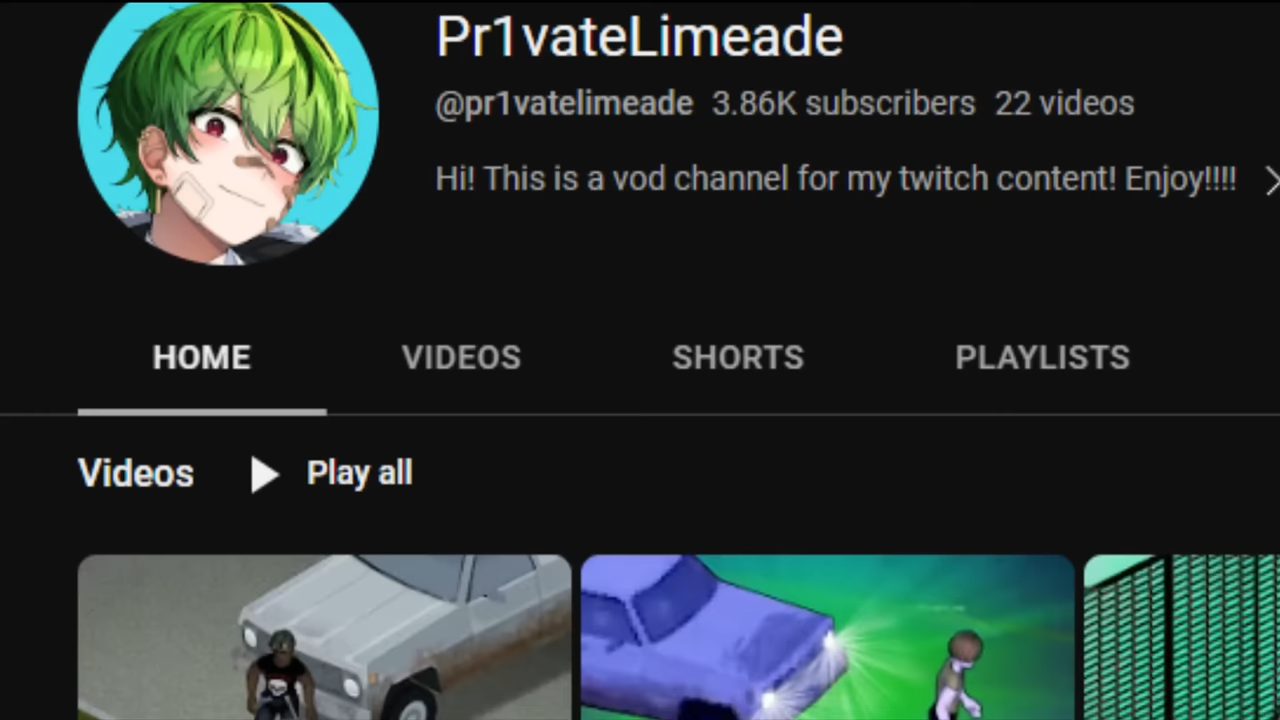 Pr1vateLimeade
@pr1vatelimeade 3.86K subscribers 22 videos
Hi! This is a vod channel for my twitch content! Enjoy!!!!
HOME VIDEOS SHORTS PLAYLISTS
Videos Play all